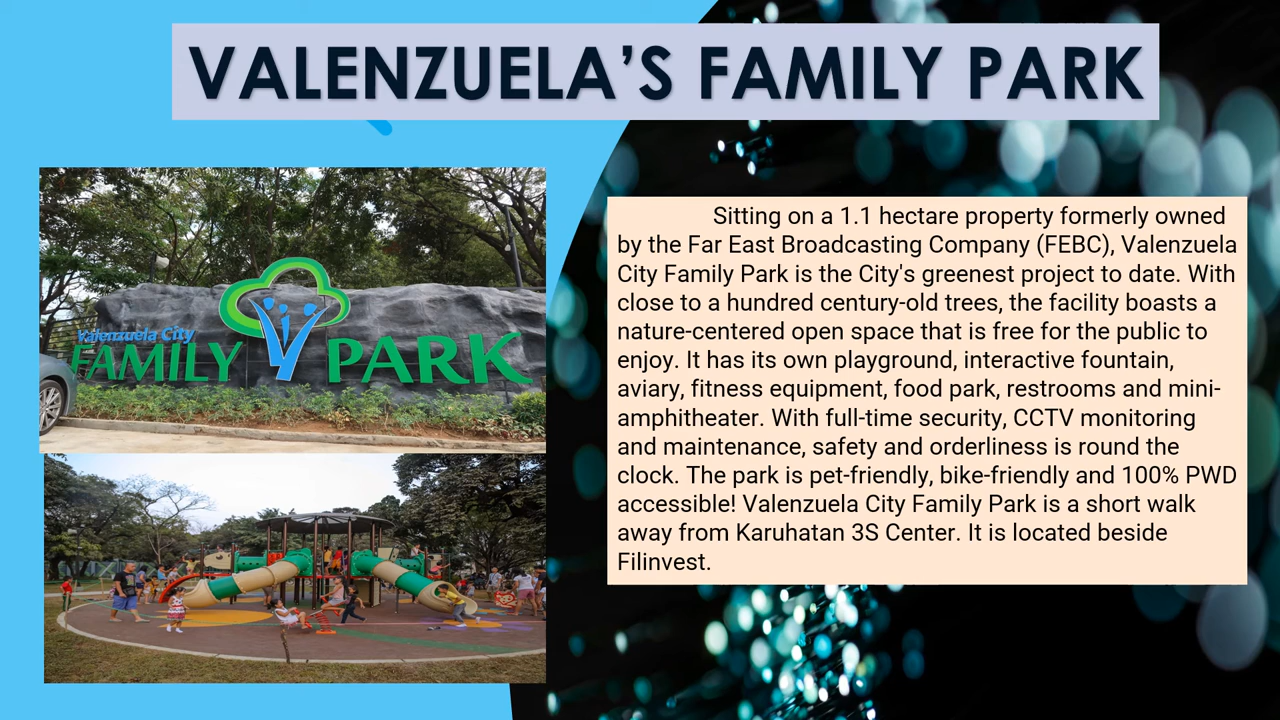 VALENZUELA’S FAMILY PARK
Valenzuela City
FAMILY PARK
Sitting on a 1.1 hectare property formerly owned
by the Far East Broadcasting Company (FEBC), Valenzuela
City Family Park is the City's greenest project to date. With
close to a hundred century-old trees, the facility boasts a
nature-centered open space that is free for the public to
enjoy. It has its own playground, interactive fountain,
aviary, fitness equipment, food park, restrooms and mini-
amphitheater. With full-time security, CCTV monitoring
and maintenance, safety and orderliness is round the
clock. The park is pet-friendly, bike-friendly and 100% PWD
accessible! Valenzuela City Family Park is a short walk
away from Karuhatan 3S Center. It is located beside
Filinvest.